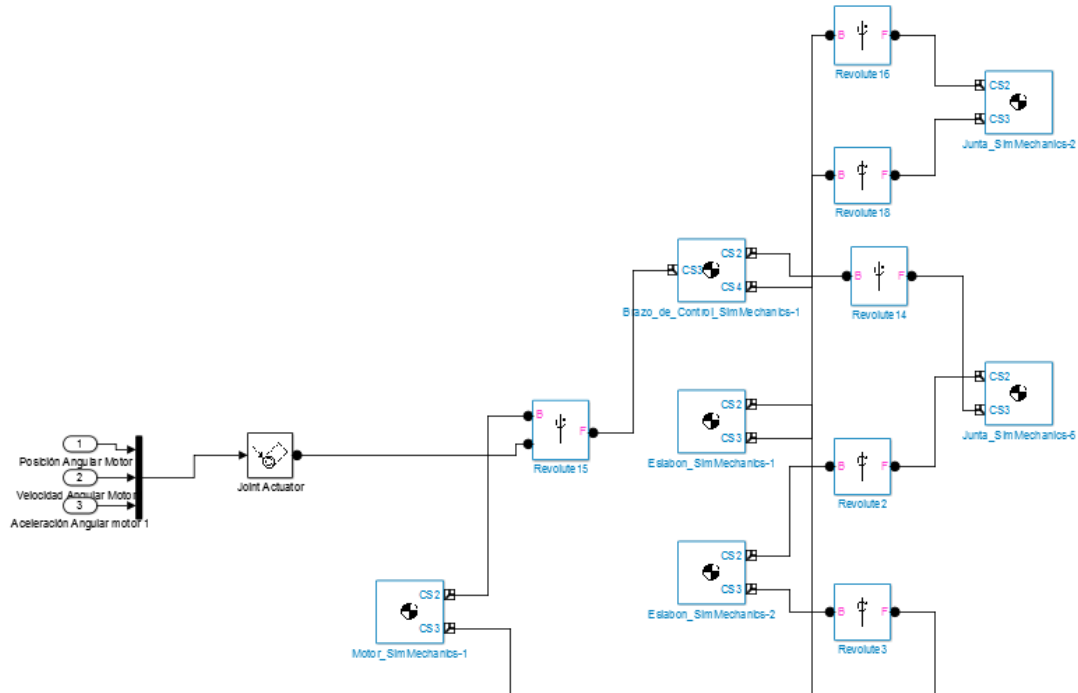 B F
Revolute16
CS2
CS3
Junta_SimMechanics-2
B F
Revolute18
CS3 CS2
CS4
Brazo_de_Control_SimMechanics-1
B F
Revolute14
CS2
CS3
Junta_SimMechanics-6
CS2
CS3
Eslabon_SimMechanics-1
B F
Revolute15
1
Posición Angular Motor
2
Velocidad Angular Motor
3
Aceleración Angular motor 1
Joint Actuator
B F
Revolute2
CS2
CS3
Eslabon_SimMechanics-2
CS2
CS3
Motor_SimMechanics-1
B F
Revolute3